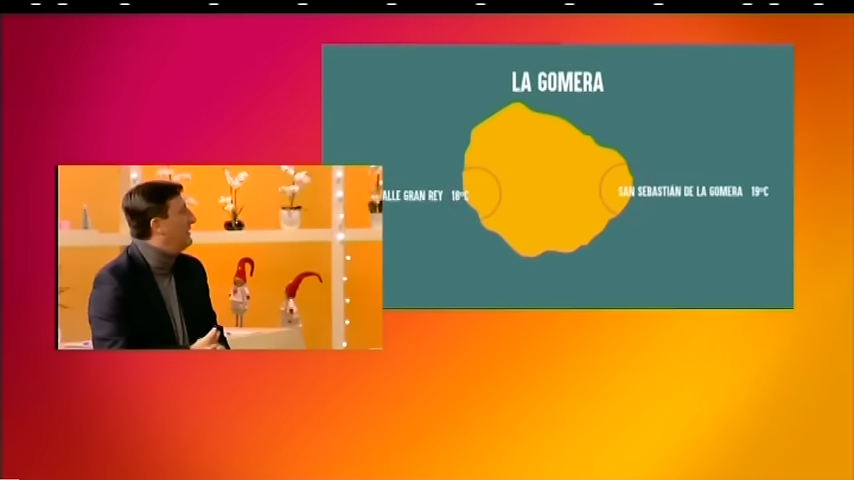 LA GOMERA
ALLE GRAN REY 18ºC
SAN SEBASTIÁN DE LA GOMERA 19ºC